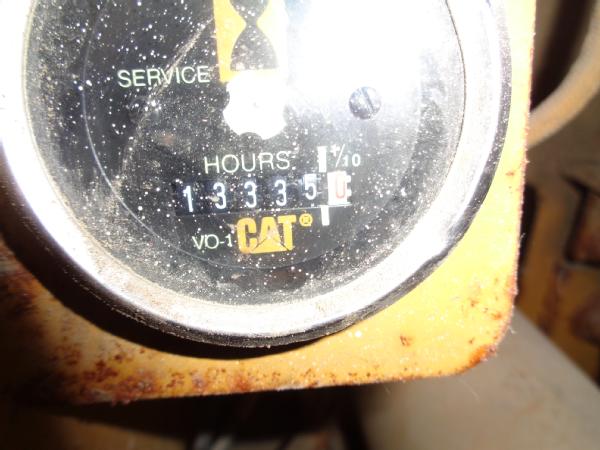 SERVICE
HOURS + 1/10
133350
VO-1 CAT®